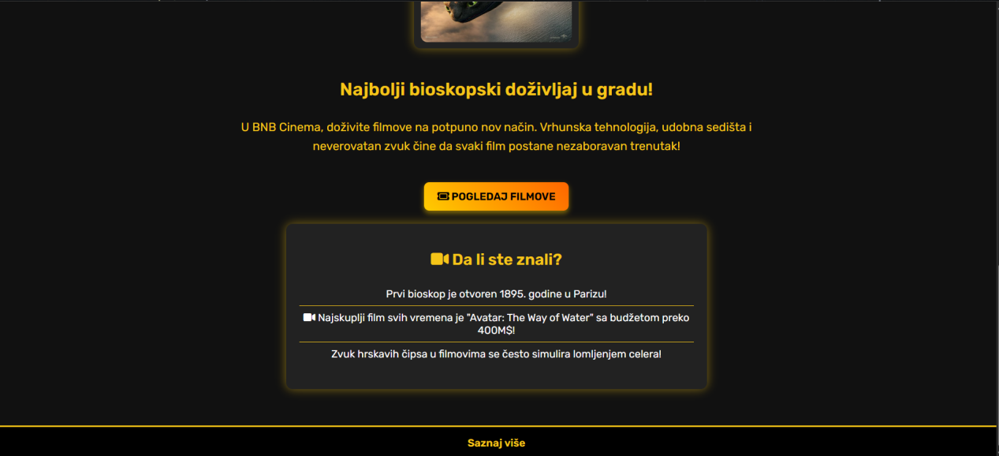 Najbolji bioskopski doživljaj u gradu!
U BNB Cinema, doživite filmove na potpuno nov način. Vrhunska tehnologija, udobna sedišta i
neverovatan zvuk čine da svaki film postane nezaboravan trenutak!
POGLEDAJ FILMOVE
Da li ste znali?
Prvi bioskop je otvoren 1895. godine u Parizu!
Najskuplji film svih vremena je "Avatar: The Way of Water" sa budžetom preko
400M$!
Zvuk hrskavih čipsa u filmovima se često simulira lomljenjem celera!
Saznaj više